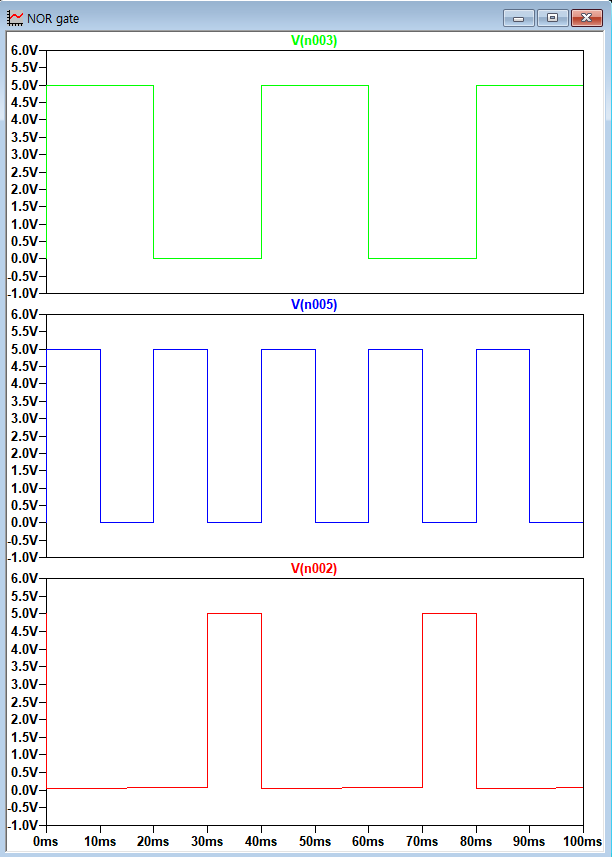 NOR gate
V(n003)
6.0V
5.5V
5.0V
4.5V
4.0V
3.5V
3.0V
2.5V
2.0V
1.5V
1.0V
0.5V
0.0V
-0.5V
-1.0V
V(n005)
6.0V
5.5V
5.0V
4.5V
4.0V
3.5V
3.0V
2.5V
2.0V
1.5V
1.0V
0.5V
0.0V
-0.5V
-1.0V
V(n002)
6.0V
5.5V
5.0V
4.5V
4.0V
3.5V
3.0V
2.5V
2.0V
1.5V
1.0V
0.5V
0.0V
-0.5V
-1.0V
0ms 10ms 20ms 30ms 40ms 50ms 60ms 70ms 80ms 90ms 100ms